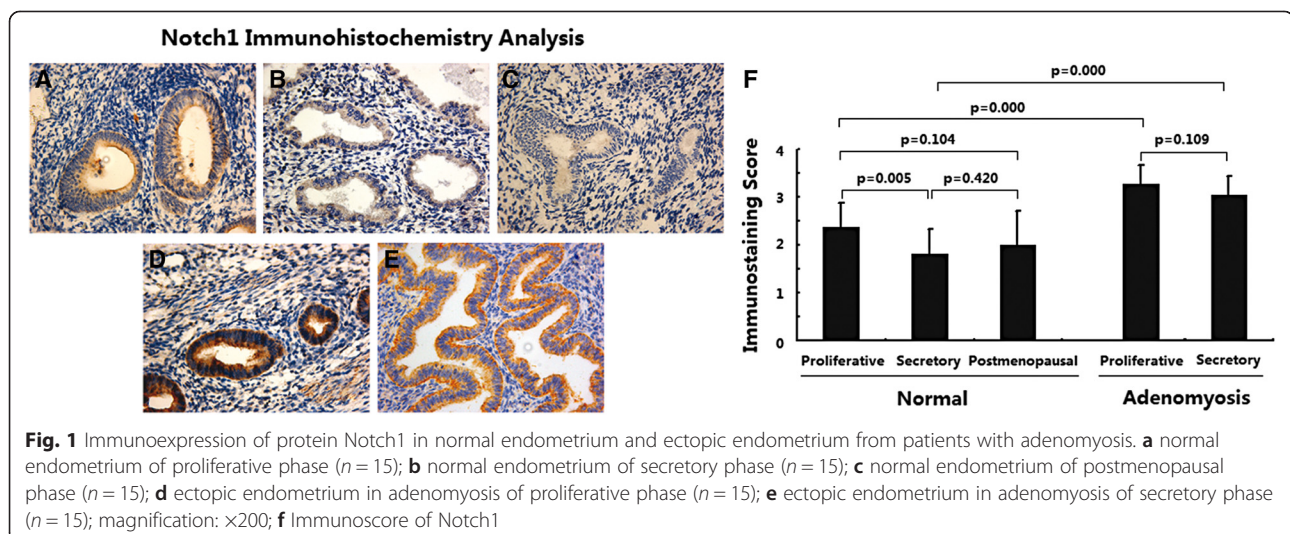 Notch1 Immunohistochemistry Analysis
A
B
C
D
E
F
p=0.000
p=0.000
p=0.104
p=0.109
p=0.005
p=0.420
Immunostaining Score
4
3
2
1
0
Proliferative Secretory Postmenopausal Proliferative Secretory
Normal Adenomyosis
Fig. 1 Immunoexpression of protein Notch1 in normal endometrium and ectopic endometrium from patients with adenomyosis. a normal
endometrium of proliferative phase (n = 15); b normal endometrium of secretory phase (n = 15); c normal endometrium of postmenopausal
phase (n = 15); d ectopic endometrium in adenomyosis of proliferative phase (n = 15); e ectopic endometrium in adenomyosis of secretory phase
(n = 15); magnification: ×200; f Immunoscore of Notch1